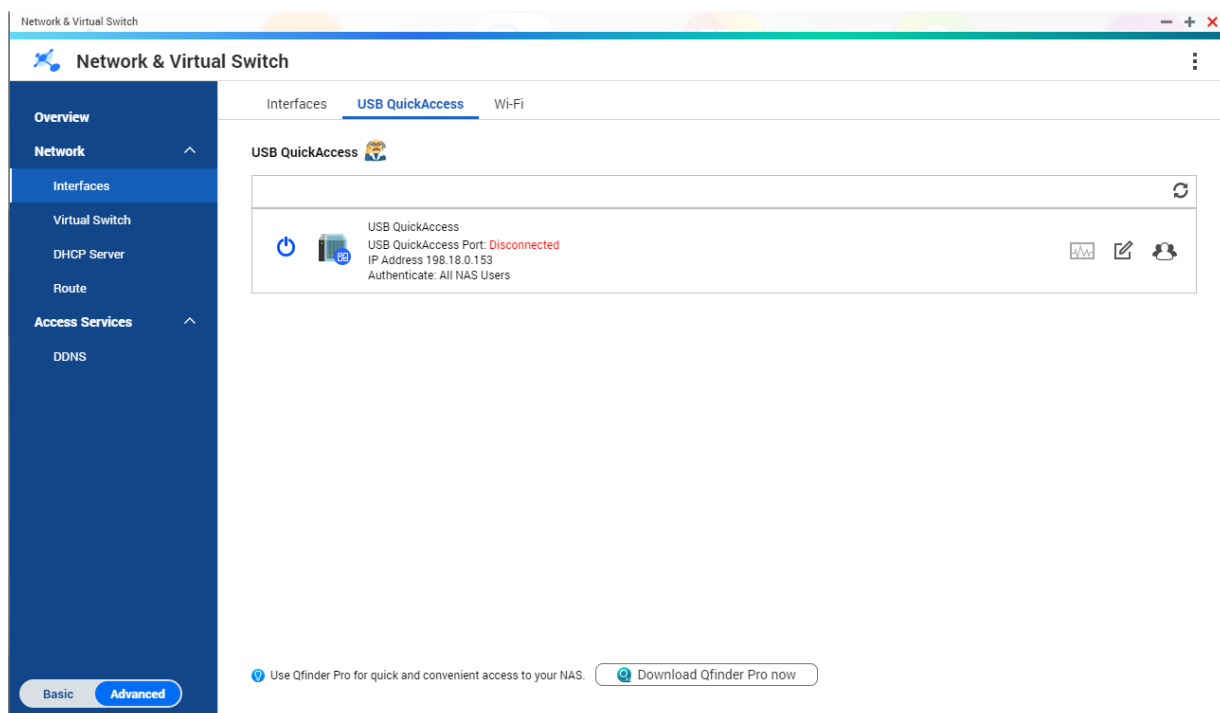 Network & Virtual Switch
Network & Virtual Switch
Overview
Network
Interfaces
Virtual Switch
DHCP Server
Route
Access Services
DDNS
Basic Advanced
Interfaces USB QuickAccess Wi-Fi
USB QuickAccess
USB QuickAccess
USB QuickAccess Port: Disconnected
IP Address 198.18.0.153
Authenticate: All NAS Users
Use Qfinder Pro for quick and convenient access to your NAS. Download Qfinder Pro now